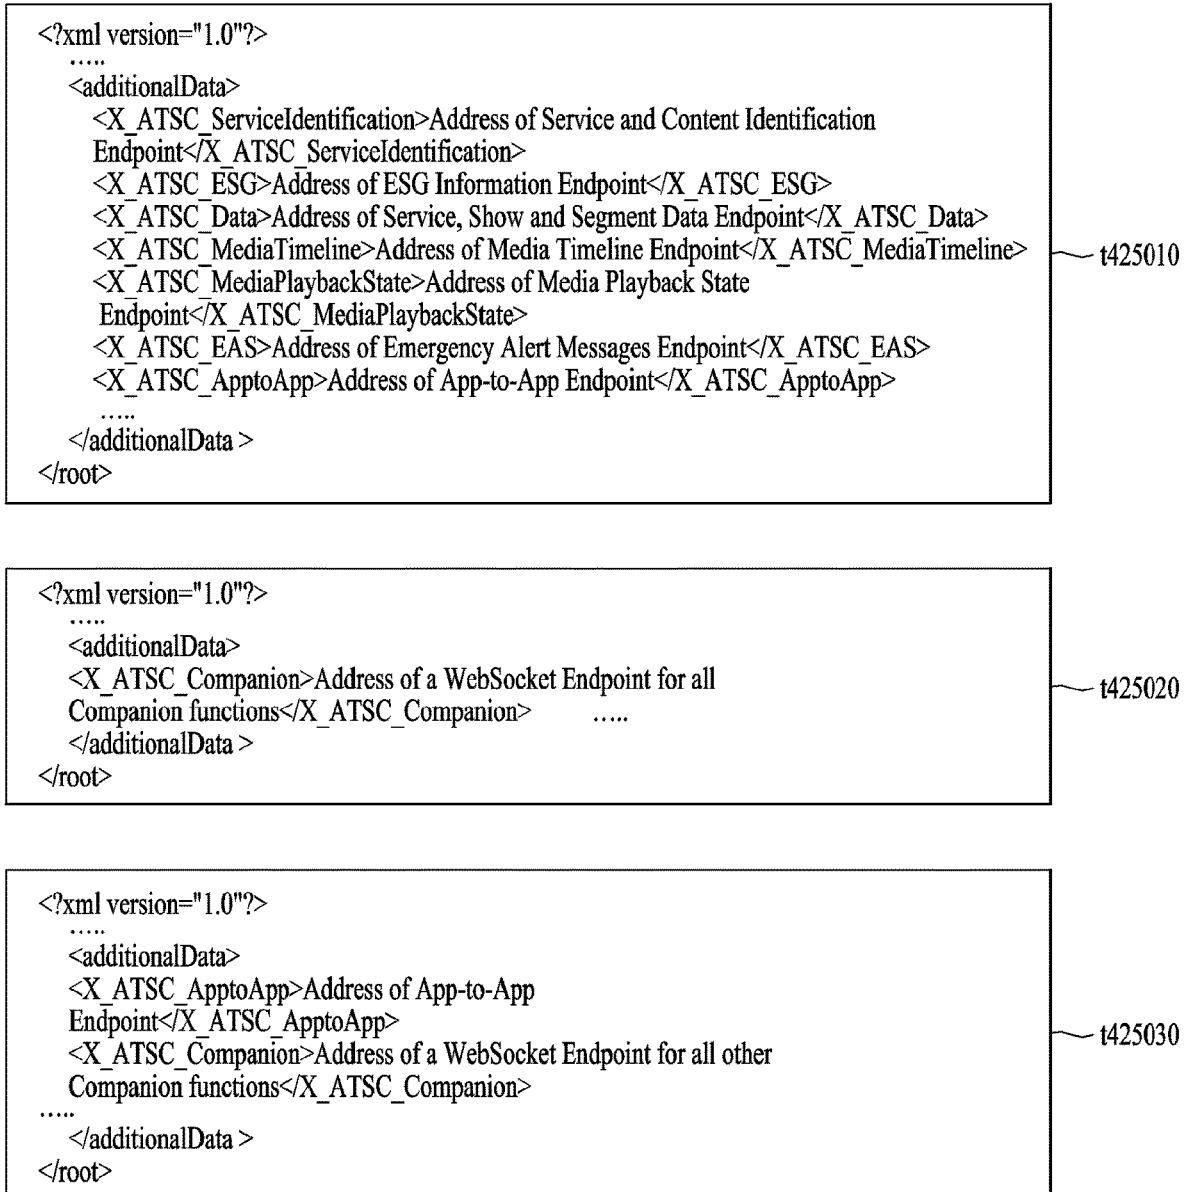 <?xml version="1.0"?>
.....
<additionalData>
<X_ATSC_ServiceIdentification>Address of Service and Content Identification
Endpoint</X_ATSC_ServiceIdentification>
<X_ATSC_ESG>Address of ESG Information Endpoint</X_ATSC_ESG>
<X_ATSC_Data>Address of Service, Show and Segment Data Endpoint</X_ATSC_Data>
<X_ATSC_MediaTimeline>Address of Media Timeline Endpoint</X_ATSC_MediaTimeline>
t425010
<X_ATSC_MediaPlaybackState>Address of Media Playback State
Endpoint</X_ATSC_MediaPlaybackState>
<X_ATSC_EAS>Address of Emergency Alert Messages Endpoint</X_ATSC_EAS>
<X_ATSC_ApptoApp>Address of App-to-App Endpoint</X_ATSC_ApptoApp>
.....
</additionalData >
</root>
<?xml version="1.0"?>
.....
<additionalData>
<X_ATSC_Companion>Address of a WebSocket Endpoint for all
t425020
Companion functions</X_ATSC_Companion> .....
</additionalData >
</root>
<?xml version="1.0"?>
.....
<additionalData>
<X_ATSC_ApptoApp>Address of App-to-App
Endpoint</X_ATSC_ApptoApp>
t425030
<X_ATSC_Companion>Address of a WebSocket Endpoint for all other
Companion functions</X_ATSC_Companion>
.....
</additionalData >
</root>